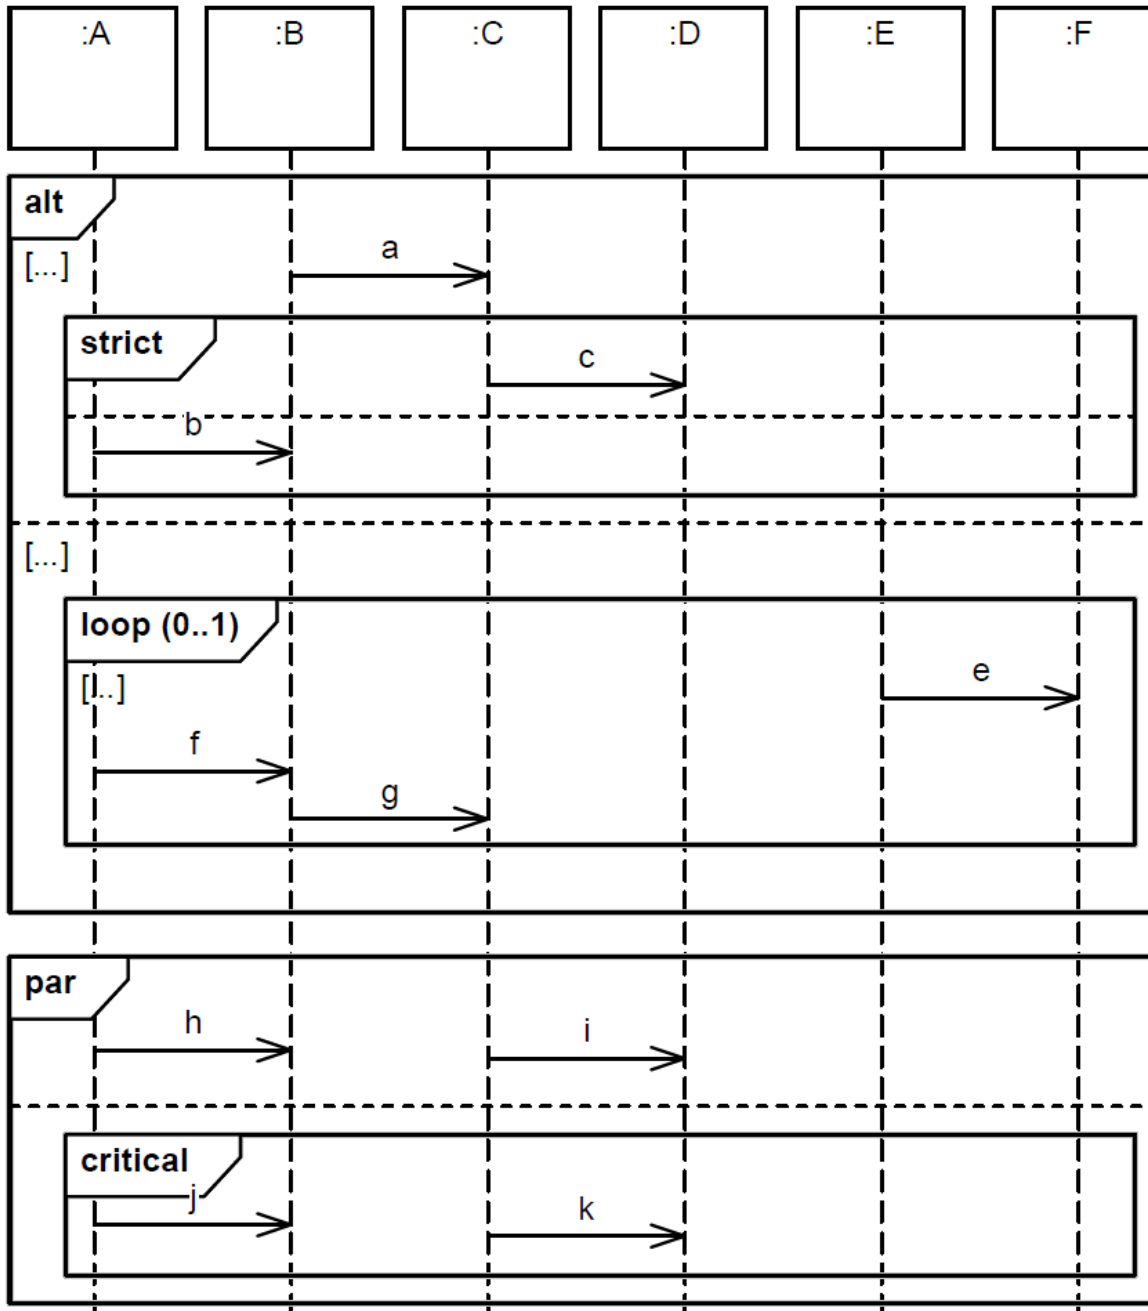 :A :B :C :D :E :F
alt
[...]
a
strict
c
b
[...]
loop (0..1)
[...]
e
f
g
par
h
i
critical
j
k